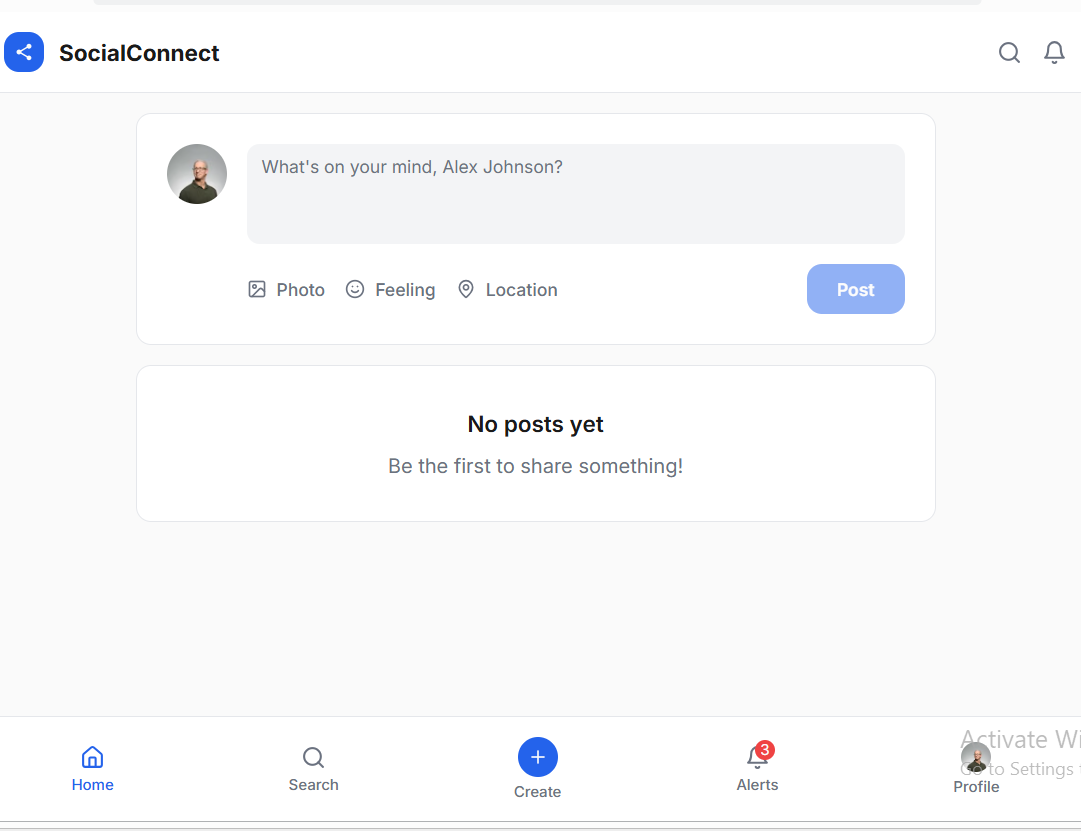 SocialConnect
What's on your mind, Alex Johnson?
Photo Feeling Location Post
No posts yet
Be the first to share something!
3
Home Search Create Alerts Profile
Activate Wi
Go to Settings